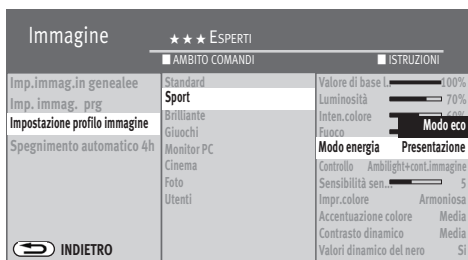 Immagine
★★★ ESPERTI
AMBITO COMANDI
ISTRUZIONI
Imp.immag.in genealee
Imp. immag. prg
Impostazione profilo immagine
Spegnimento automatico 4h
INDIETRO
Standard
Sport
Brilliante
Giuochi
Monitor PC
Cinema
Foto
Utenti
Valore di base l. 100%
Luminosità 70%
Inten.colore 60%
Fuoco
Modo eco
Modo energia Presentazione
Controllo Ambilight+cont.immagine
Sensibilità sen... 5
Impr.colore Armoniosa
Accentuazione colore Media
Contrasto dinamico Media
Valori dinamico del nero Si